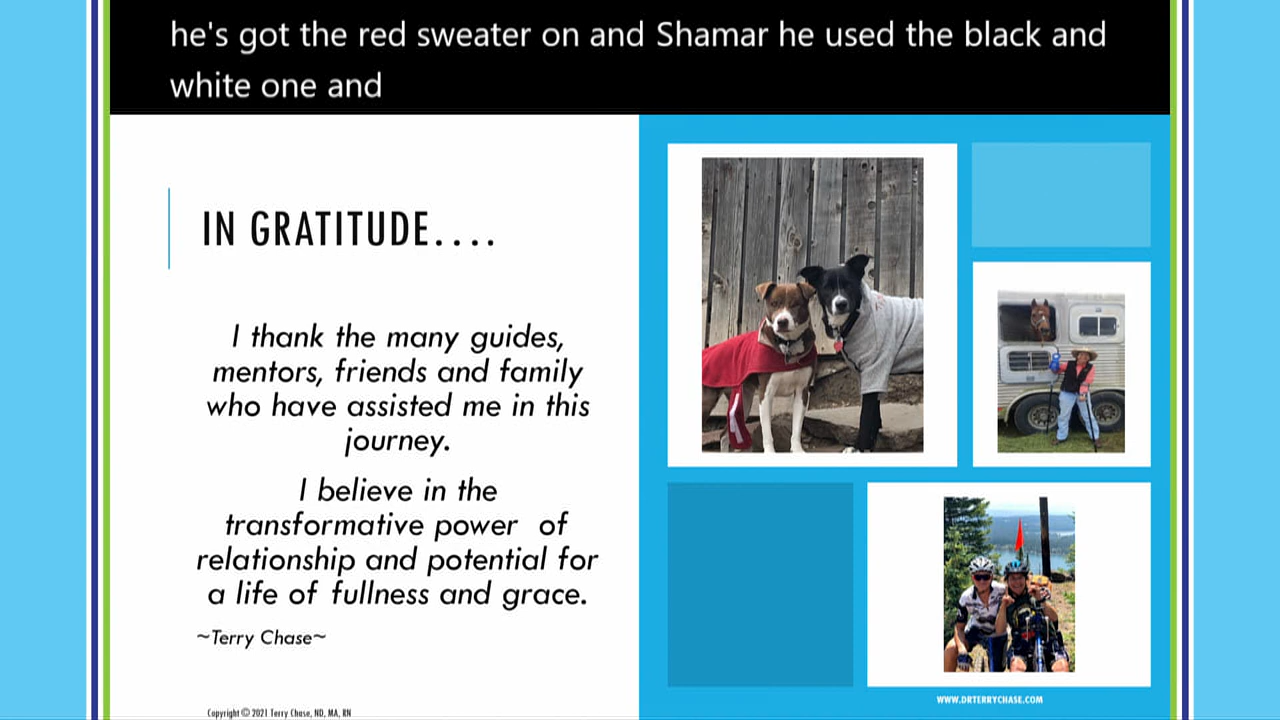 he's got the red sweater on and Shamar he used the black and
white one and
IN GRATITUDE....
I thank the many guides,
mentors, friends and family
who have assisted me in this
journey.
I believe in the
transformative power of
relationship and potential for
a life of fullness and grace.
~Terry Chase~
Copyright © 2021 Terry Chase, ND, MA, RN
WWW.DRTERRYCHASE.COM